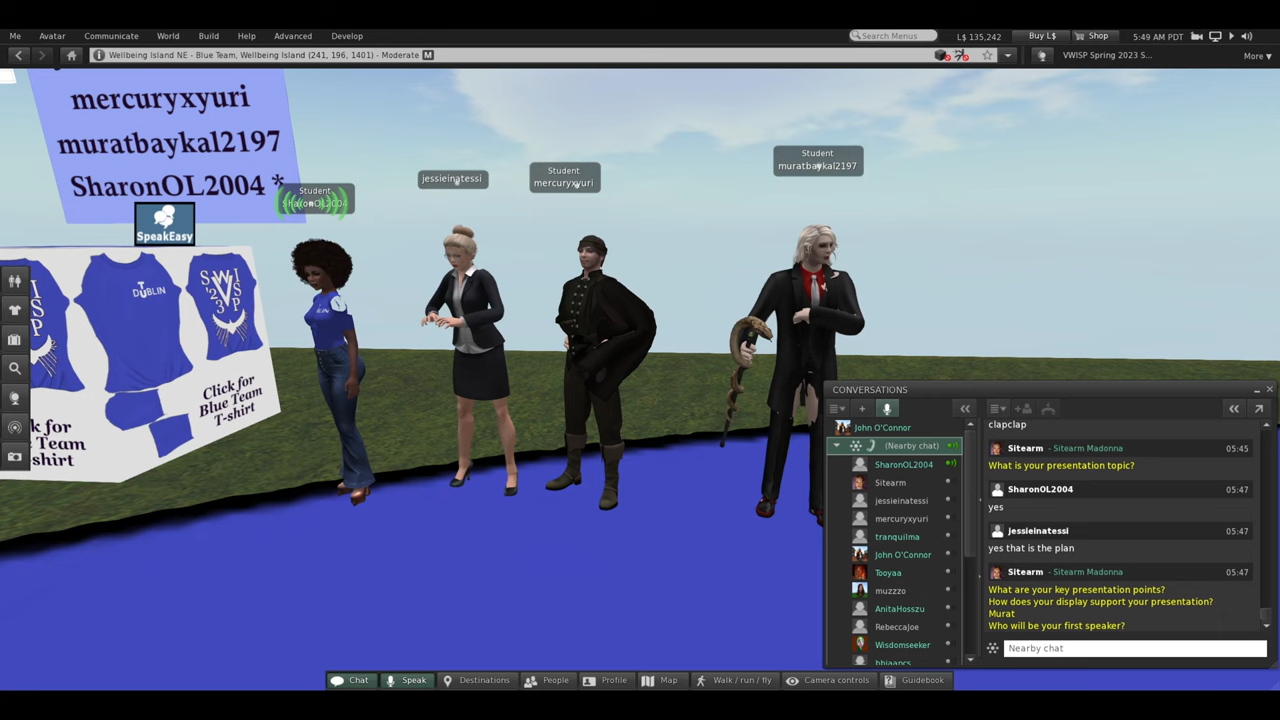 Me Avatar Communicate World Build Help Advanced Develop
Search Menus
L$ 135,242
Buy L$
Shop
5:49 AM PDT
Wellbeing Island NE - Blue Team, Wellbeing Island (241, 196, 1401) - Moderate M
VWISP Spring 2023 S...
More
mercuryxyuri
muratbaykal2197
SharonOL2004 *
SpeakEasy
Student
SharonOL2004
jessieinatessi
Student
mercuryxyuri
Student
muratbaykal2197
DUBLIN
Click for
Blue Team
T-shirt
CONVERSATIONS
John O'Connor
(Nearby chat)
SharonOL2004
Sitearm
jessieinatessi
mercuryxyuri
tranquilma
John O'Connor
Tooyaa
muzzzo
AnitaHosszu
RebeccaJoe
Wisdomseeker
clapclap
Sitearm - Sitearm Madonna 05:45
What is your presentation topic?
SharonOL2004 05:47
yes
jessieinatessi 05:47
yes that is the plan
Sitearm - Sitearm Madonna 05:47
What are your key presentation points?
How does your display support your presentation?
Murat
Who will be your first speaker?
Nearby chat
Chat Speak Destinations People Profile Map Walk / run / fly Camera controls Guidebook